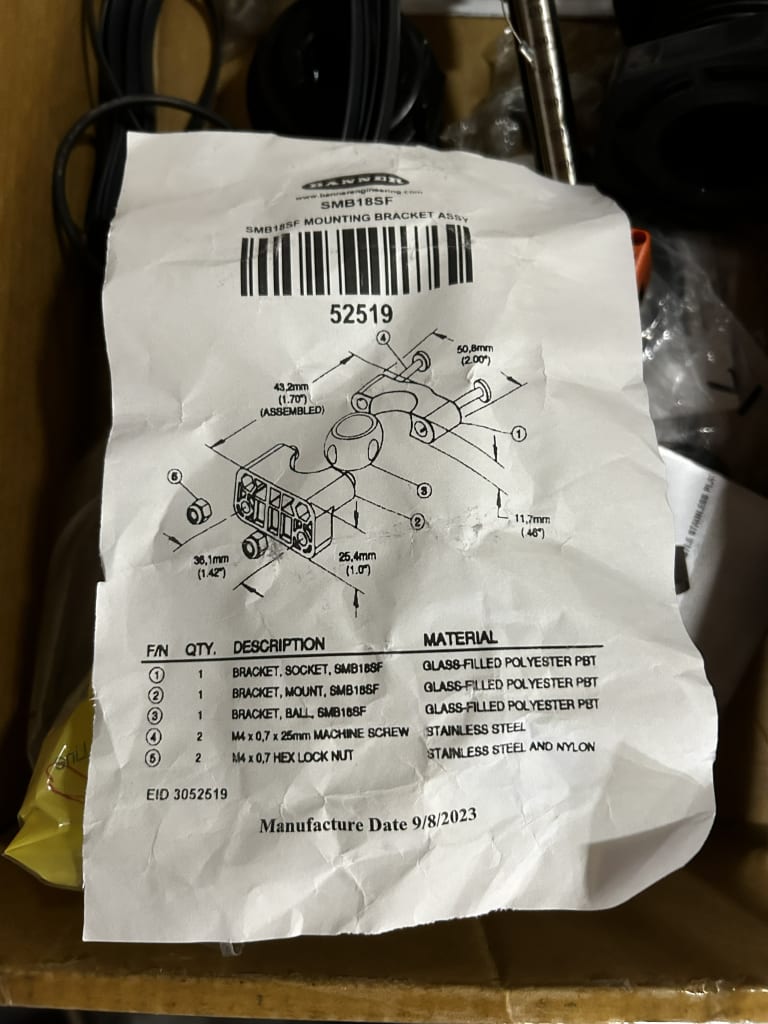 BANNER
www.bannerengineering.com
SMB18SF
SMB18SF MOUNTING BRACKET ASSY
52519
4
50,8mm
(2.00")
43,2mm
(1.70")
(ASSEMBLED)
1
5
3
2
11,7mm
(.46")
36,1mm
(1.42")
25,4mm
(1.0")
F/N QTY. DESCRIPTION MATERIAL
1 1 BRACKET, SOCKET, SMB18SF GLASS-FILLED POLYESTER PBT
2 1 BRACKET, MOUNT, SMB18SF GLASS-FILLED POLYESTER PBT
3 1 BRACKET, BALL, SMB18SF GLASS-FILLED POLYESTER PBT
4 2 M4 x 0,7 x 25mm MACHINE SCREW STAINLESS STEEL
5 2 M4 x 0,7 HEX LOCK NUT STAINLESS STEEL AND NYLON
EID 3052519
Manufacture Date 9/8/2023
STAINLESS